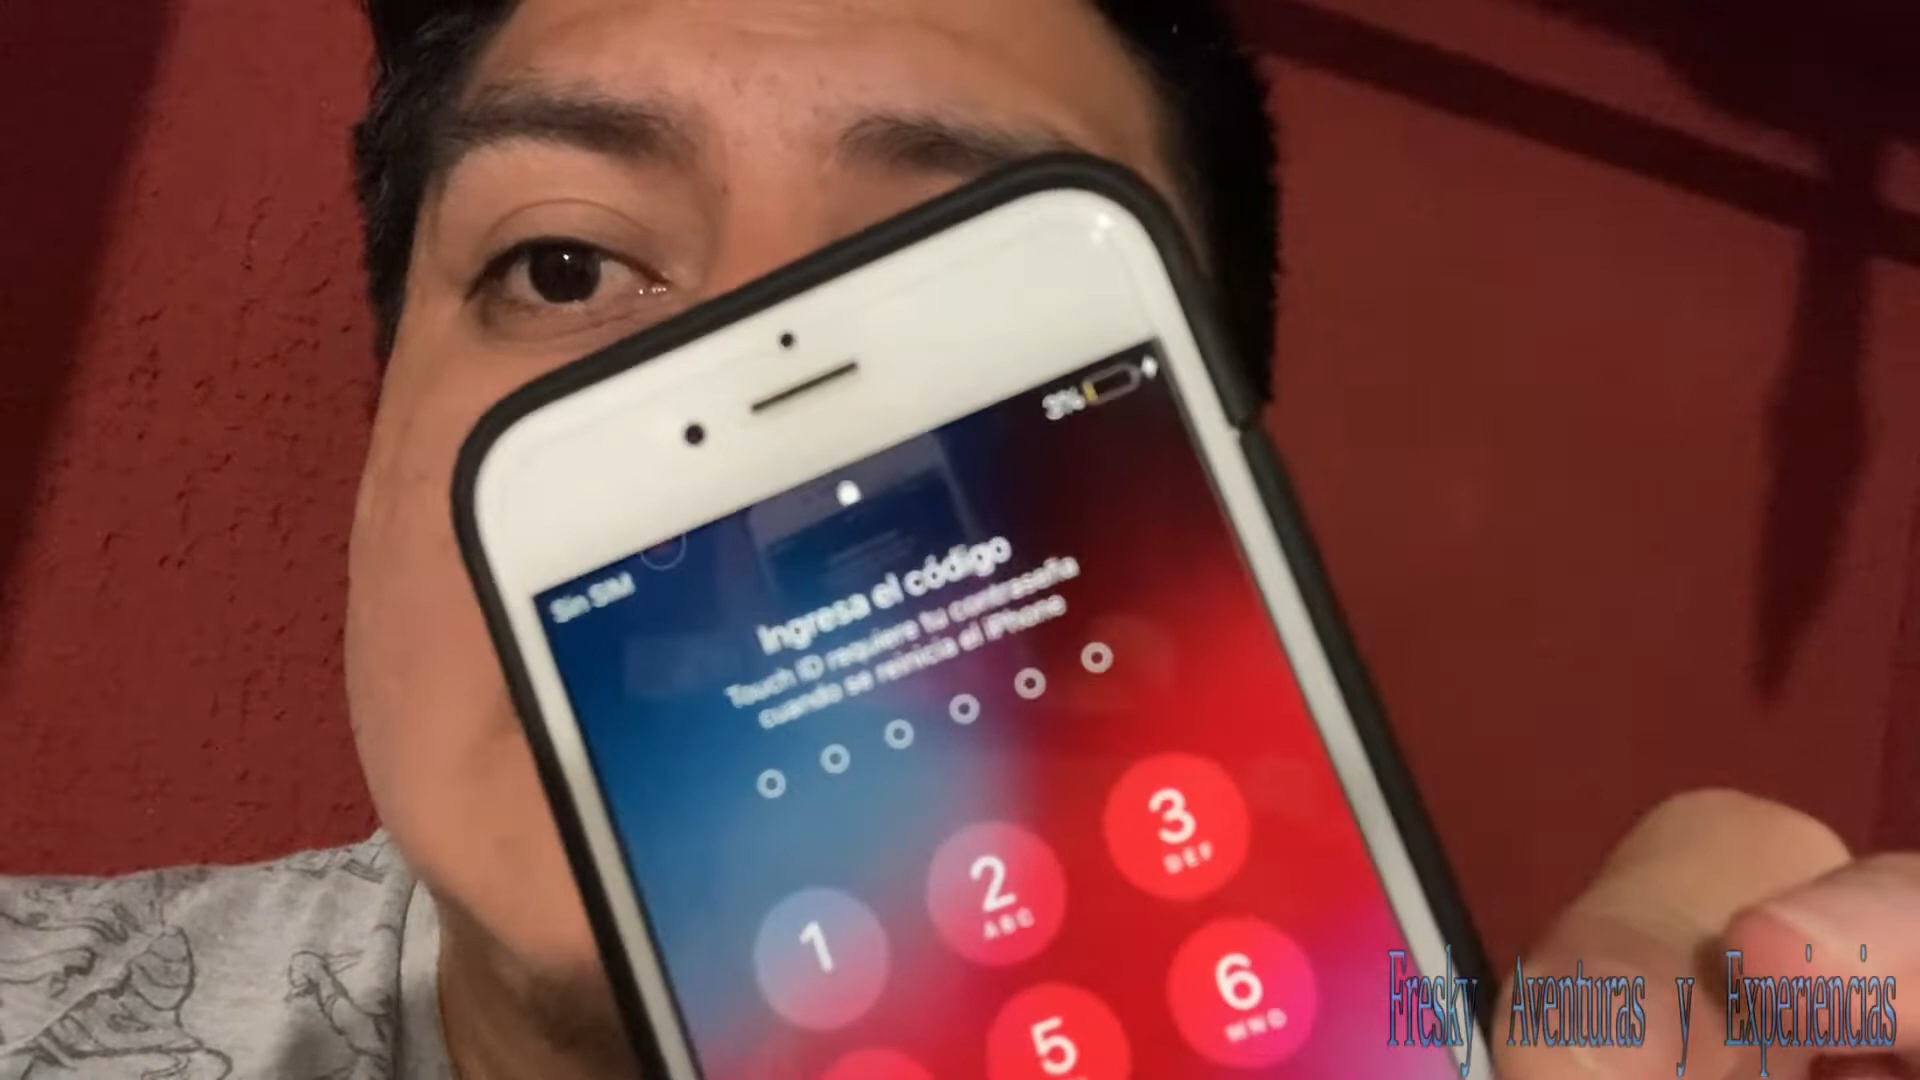 Sin SIM
3%
Ingresa el código
Touch ID requiere tu contraseña
cuando se reinicia el iPhone
1
2
ABC
3
DEF
5
6
MNO
Fresky Aventuras y Experiencias